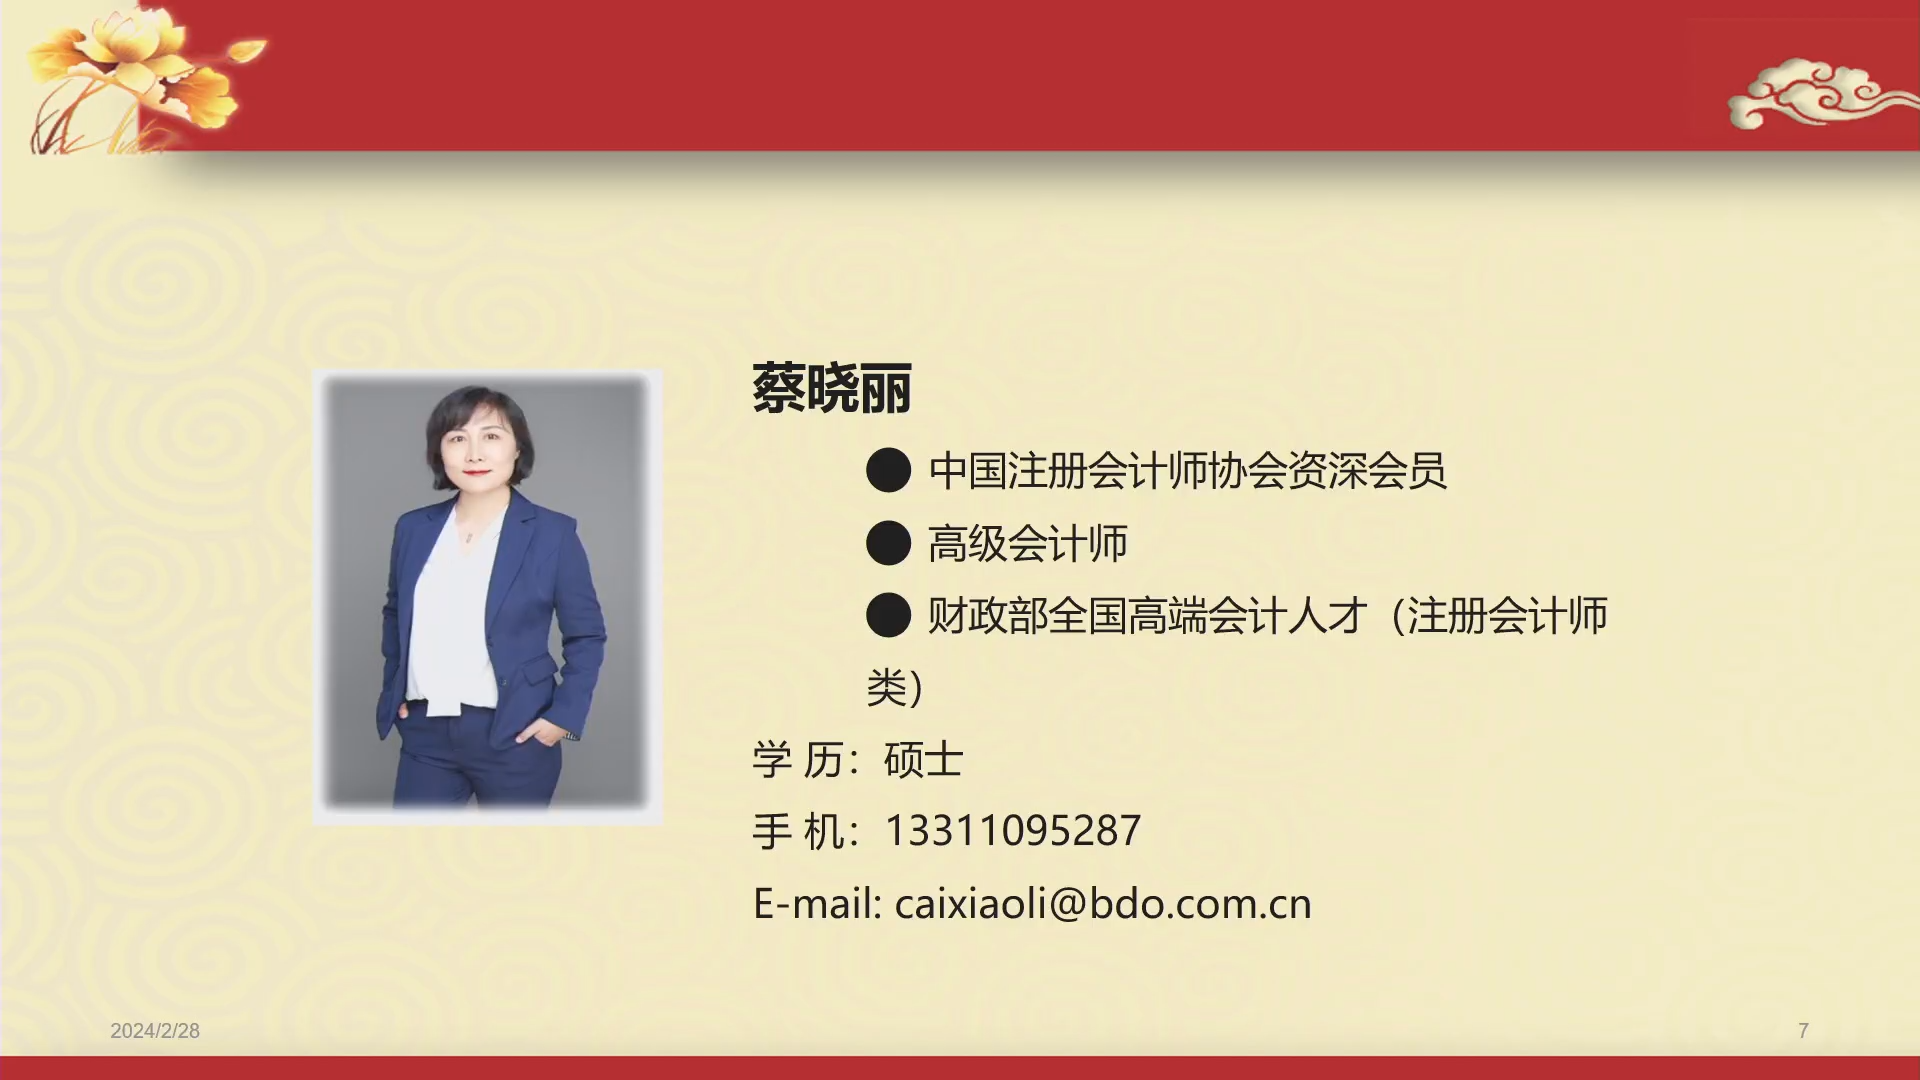 蔡晓丽
● 中国注册会计师协会资深会员
● 高级会计师
● 财政部全国高端会计人才（注册会计师
类）
学 历：硕士
手 机：13311095287
E-mail: caixiaoli@bdo.com.cn
2024/2/28
7